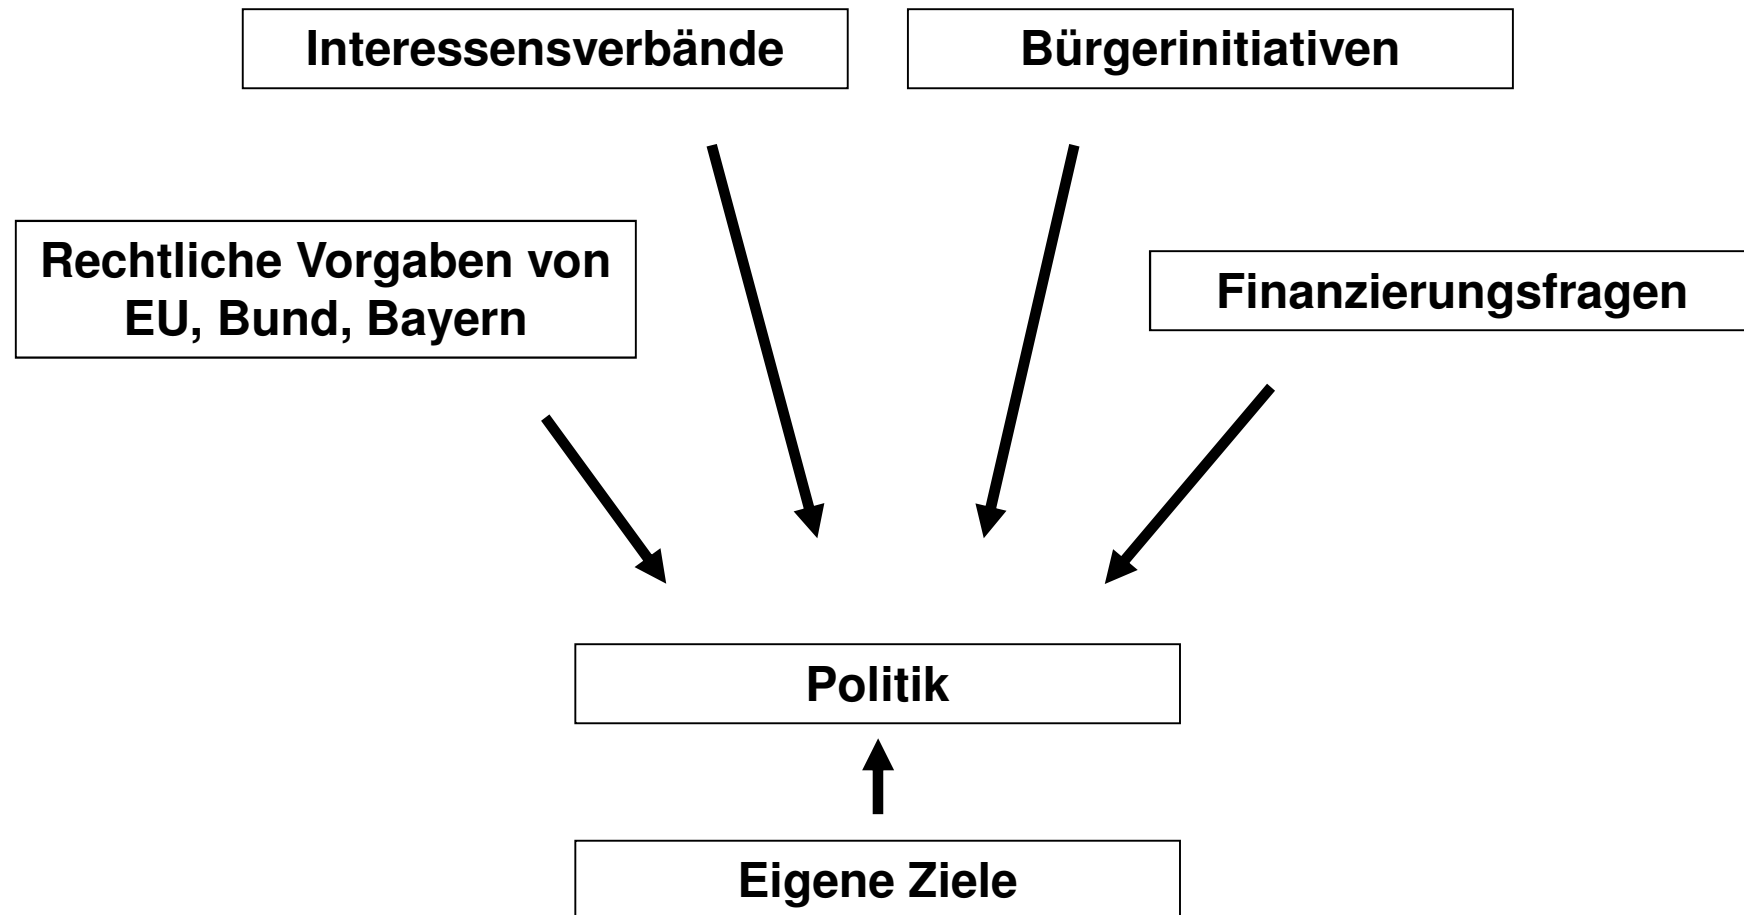 Interessensverbände
Bürgerinitiativen
Rechtliche Vorgaben von
EU, Bund, Bayern
Finanzierungsfragen
Politik
Eigene Ziele